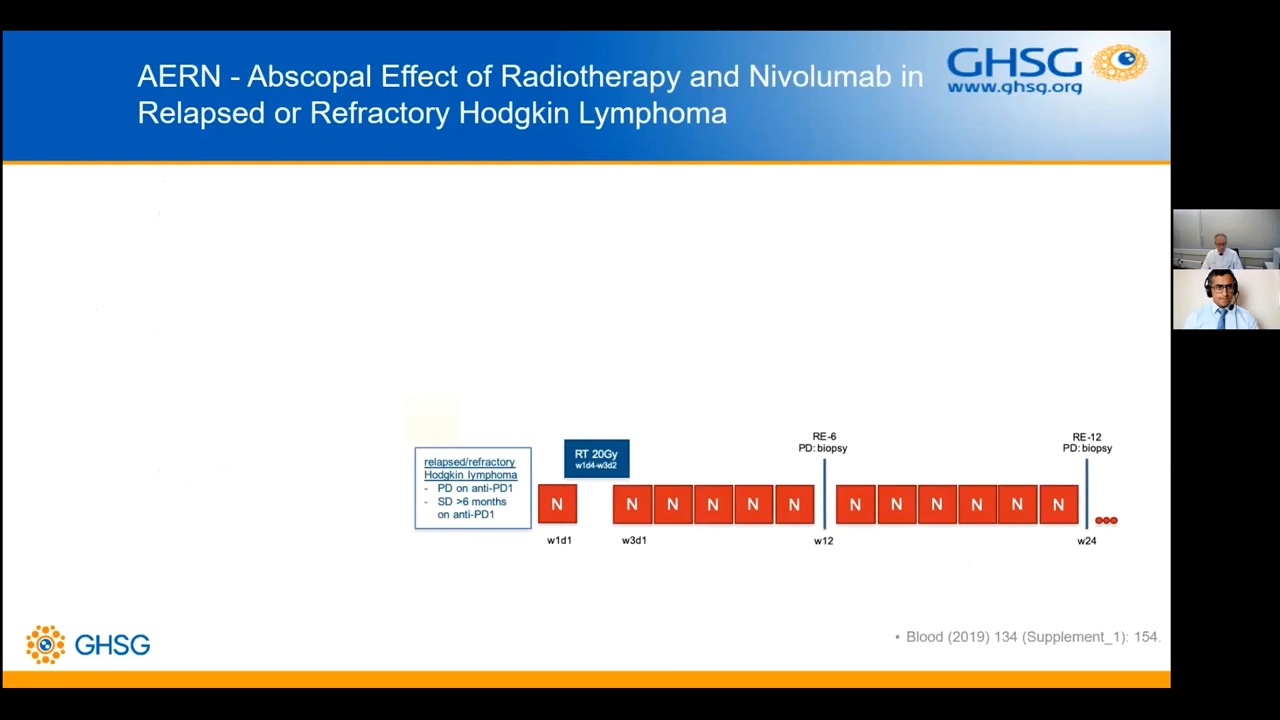 AERN - Abscopal Effect of Radiotherapy and Nivolumab in
Relapsed or Refractory Hodgkin Lymphoma
GHSG
www.ghsg.org
relapsed/refractory
Hodgkin lymphoma
- PD on anti-PD1
- SD >6 months
on anti-PD1
RT 20Gy
w1d4-w3d2
RE-6
PD: biopsy
RE-12
PD: biopsy
N N N N N N N N N N N N
w1d1 w3d1 w12 w24
GHSG
• Blood (2019) 134 (Supplement_1): 154.